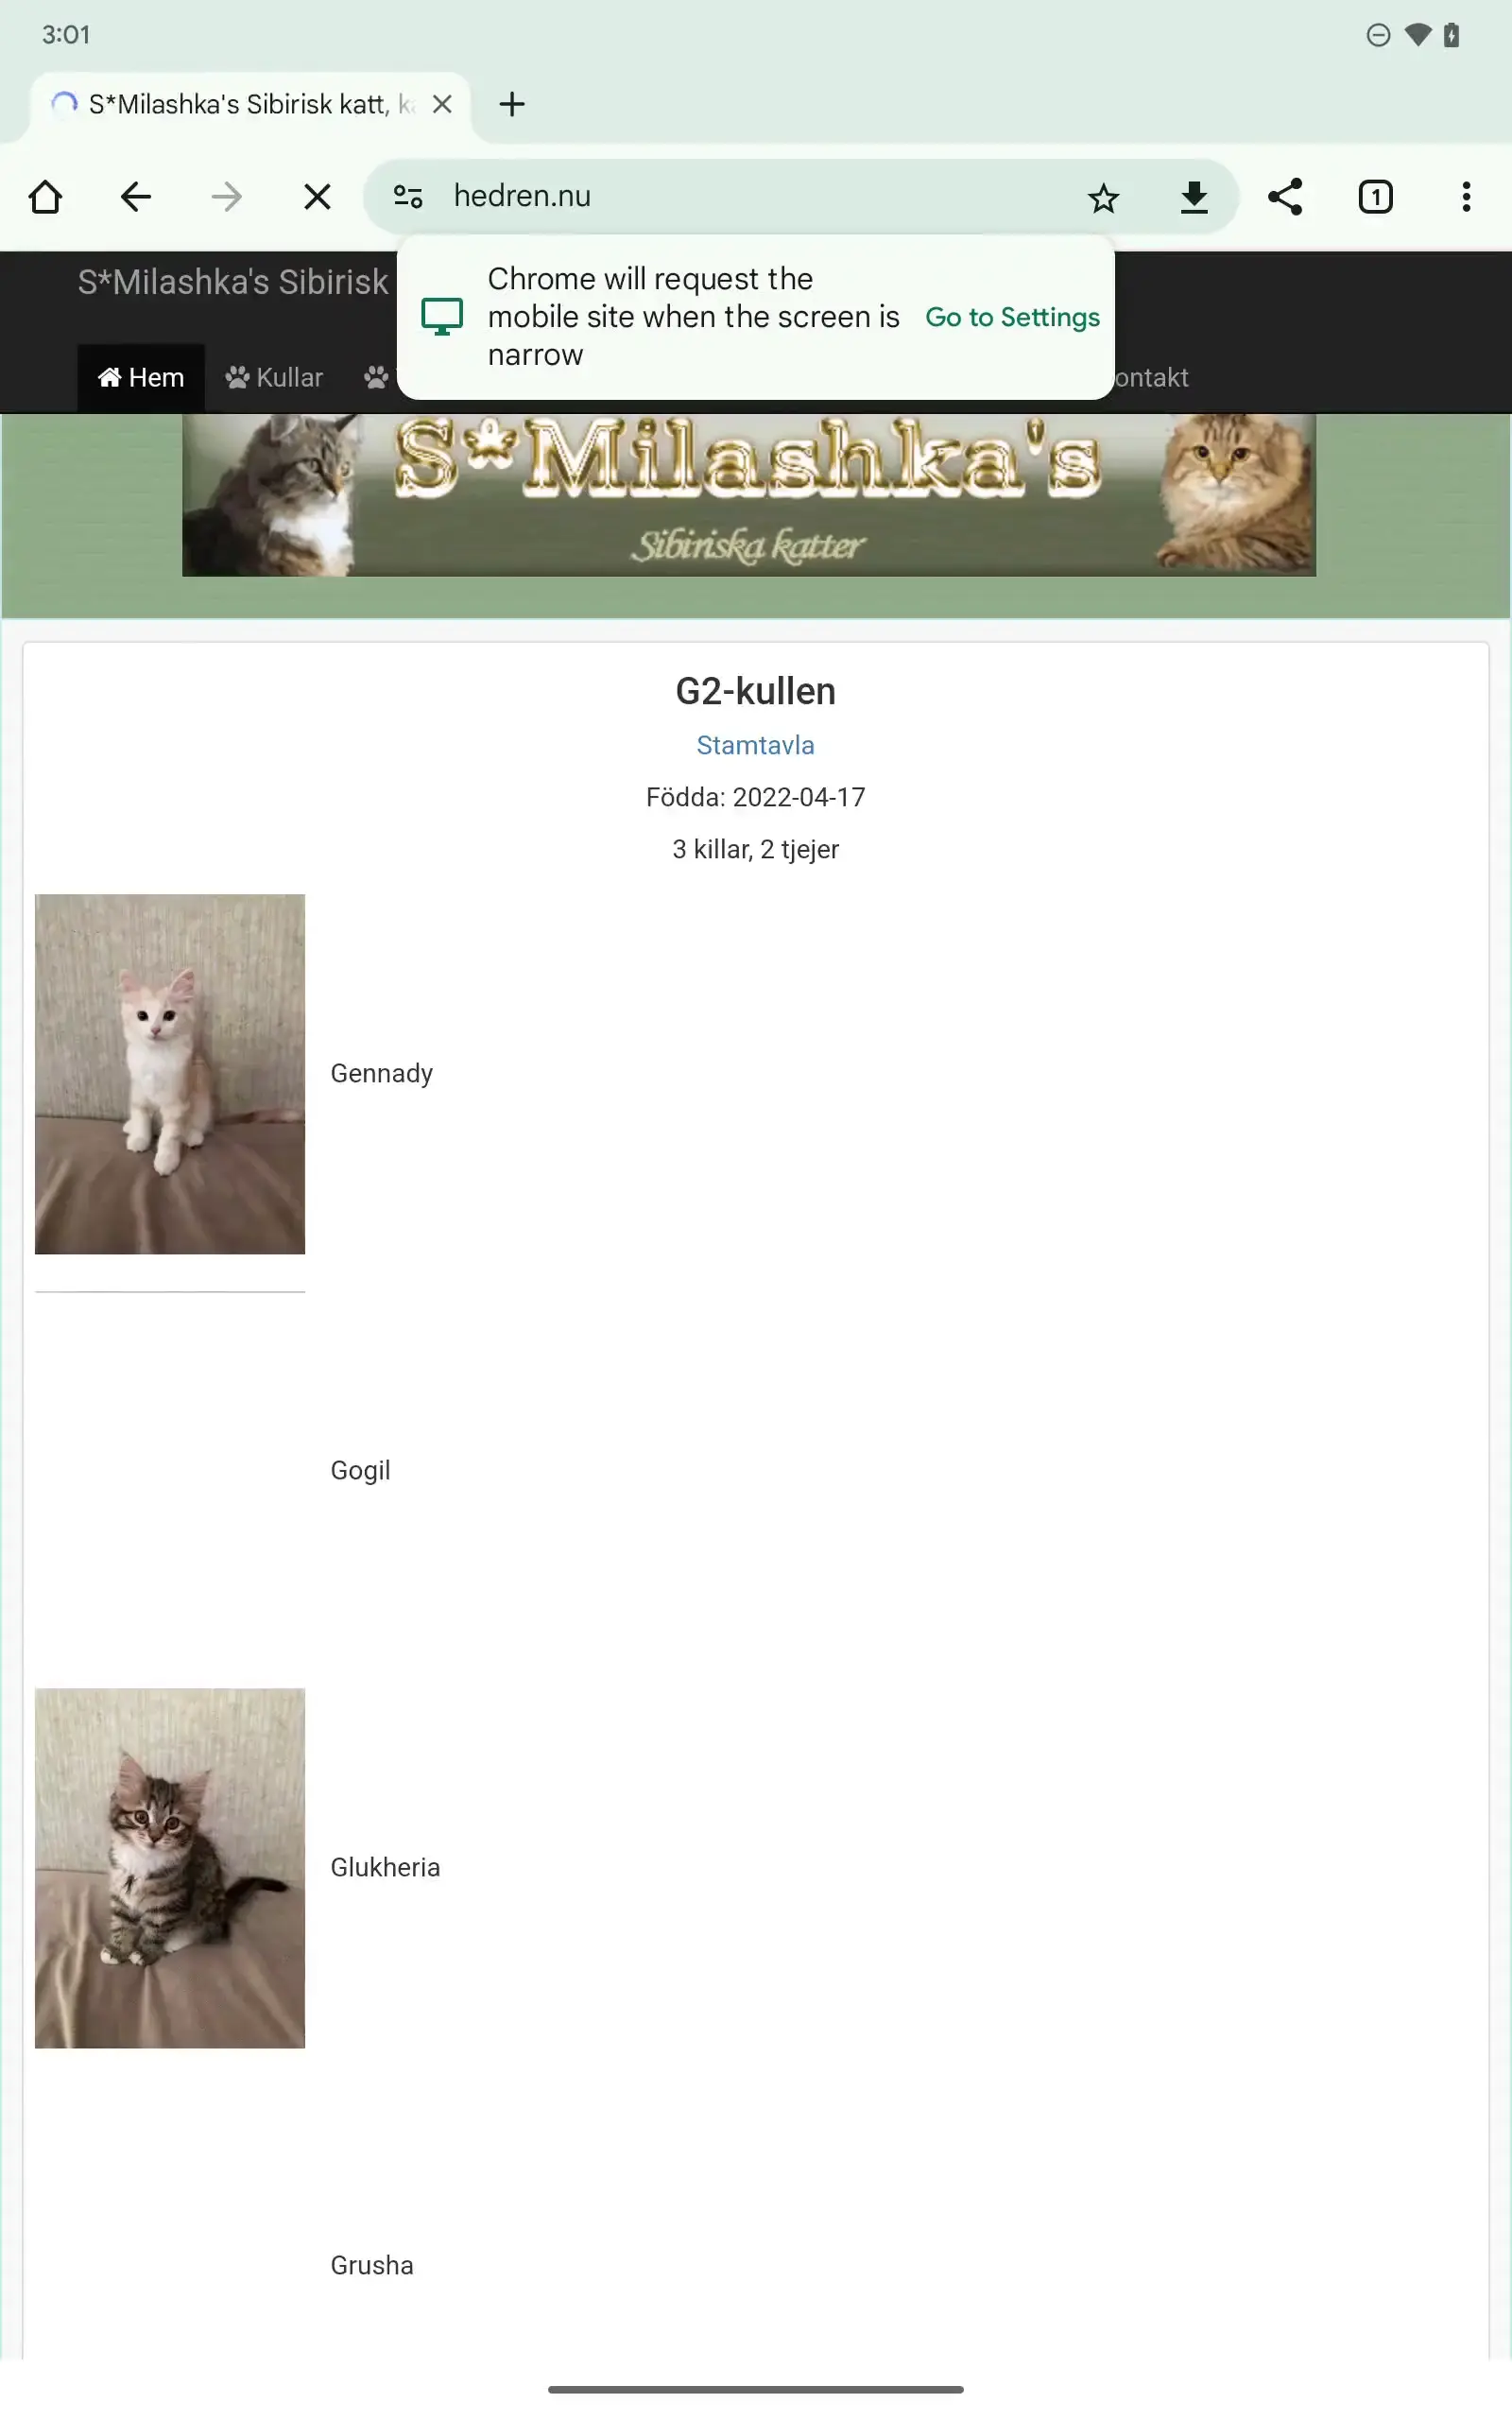 3:01
S*Milashka's Sibirisk katt,
hedren.nu
1
S*Milashka's Sibirisk
Chrome will request the
mobile site when the screen is
narrow
Go to Settings
Hem
Kullar
ontakt
S*Milashka's
Sibiriska katter
G2-kullen
Stamtavla
Födda: 2022-04-17
3 killar, 2 tjejer
Gennady
Gogil
Glukheria
Grusha